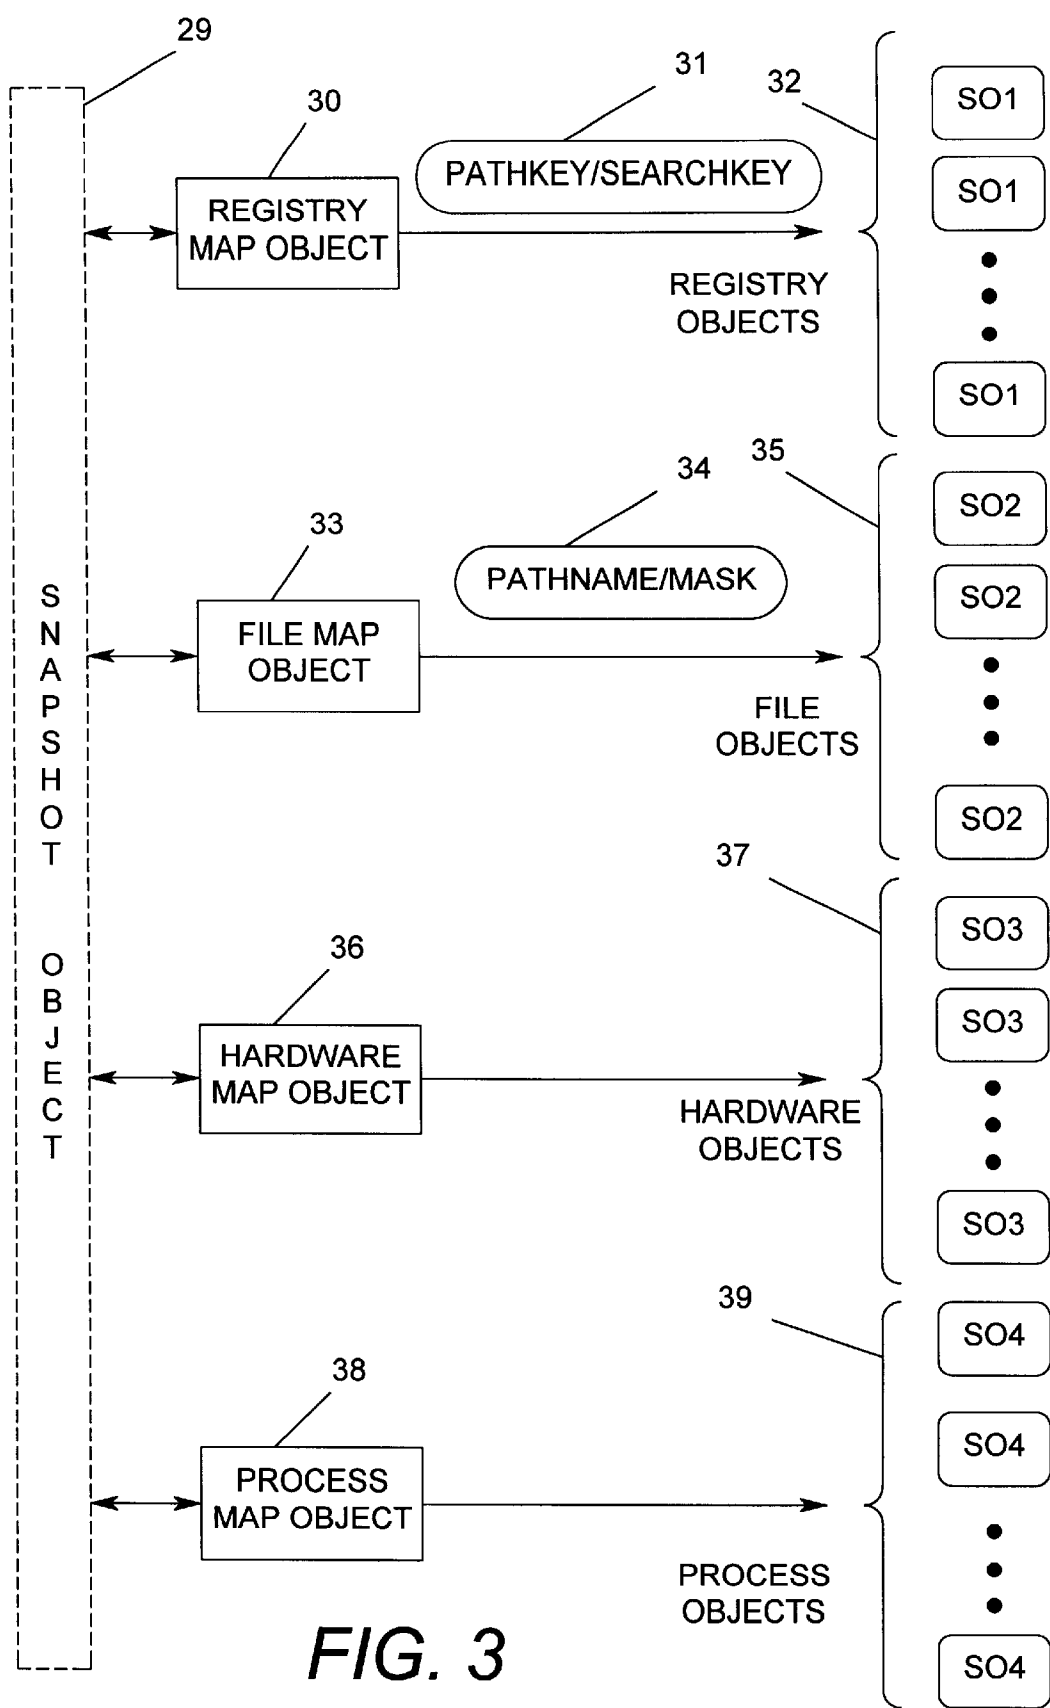 29
30
31
32
SO1
PATHKEY/SEARCHKEY
SO1
REGISTRY
MAP OBJECT
REGISTRY
OBJECTS
SO1
33
34
35
SO2
PATHNAME/MASK
SO2
FILE MAP
OBJECT
FILE
OBJECTS
SO2
SNAPSHOT OBJECT
36
37
SO3
SO3
HARDWARE
MAP OBJECT
HARDWARE
OBJECTS
SO3
38
39
SO4
SO4
PROCESS
MAP OBJECT
PROCESS
OBJECTS
SO4
FIG. 3